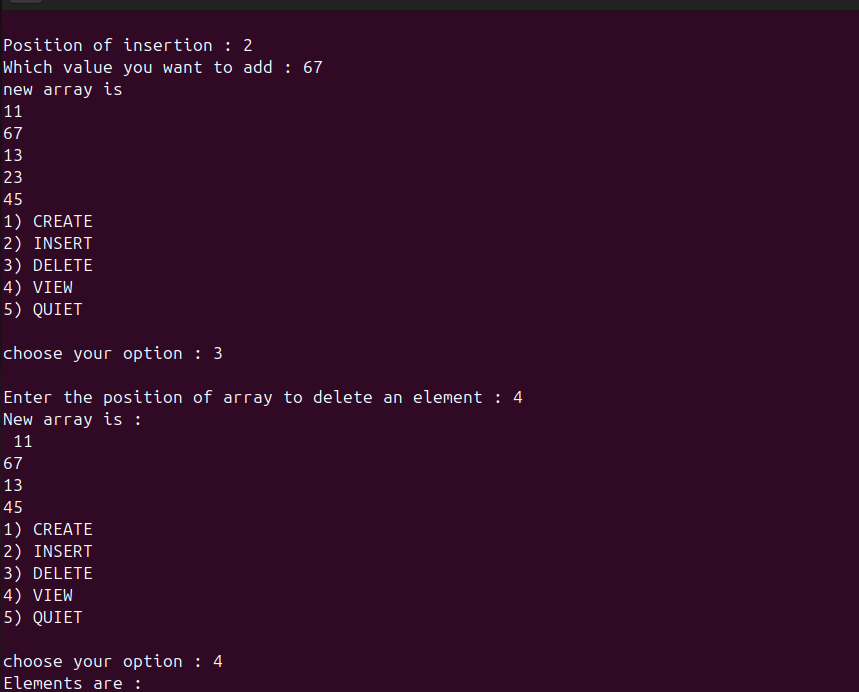 Position of insertion : 2
Which value you want to add : 67
new array is
11
67
13
23
45
1) CREATE
2) INSERT
3) DELETE
4) VIEW
5) QUIET
choose your option : 3
Enter the position of array to delete an element : 4
New array is :
11
67
13
45
1) CREATE
2) INSERT
3) DELETE
4) VIEW
5) QUIET
choose your option : 4
Elements are :